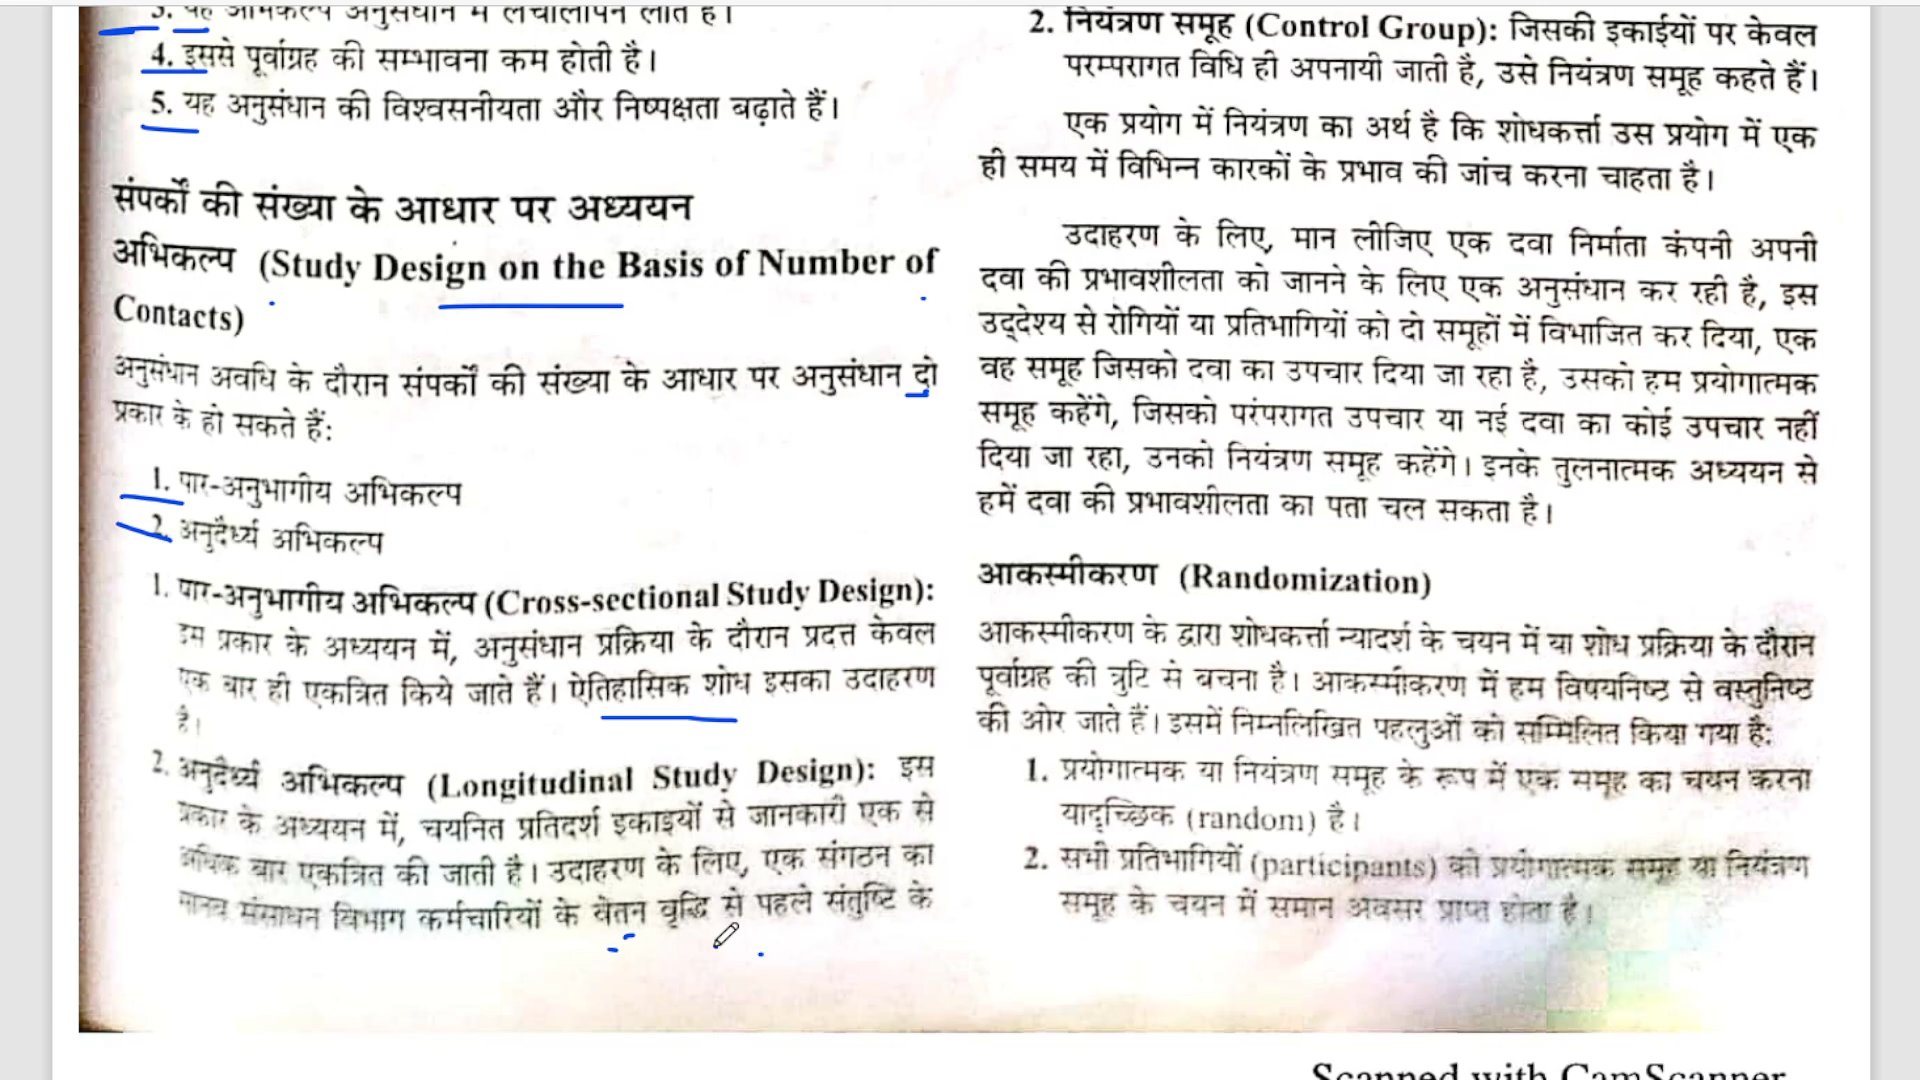 3. यह अभिकल्प अनुसंधान में लचीलापन लाते हैं।
4. इससे पूर्वाग्रह की सम्भावना कम होती है।
5. यह अनुसंधान की विश्वसनीयता और निष्पक्षता बढ़ाते हैं।
संपर्कों की संख्या के आधार पर अध्ययन
अभिकल्प (Study Design on the Basis of Number of
Contacts)
अनुसंधान अवधि के दौरान संपर्कों की संख्या के आधार पर अनुसंधान दो
प्रकार के हो सकते हैं:
1. पार-अनुभागीय अभिकल्प
2. अनुदैर्ध्य अभिकल्प
1. पार-अनुभागीय अभिकल्प (Cross-sectional Study Design):
इस प्रकार के अध्ययन में, अनुसंधान प्रक्रिया के दौरान प्रदत्त केवल
एक बार ही एकत्रित किये जाते हैं। ऐतिहासिक शोध इसका उदाहरण
है।
2. अनुदैर्ध्य अभिकल्प (Longitudinal Study Design): इस
प्रकार के अध्ययन में, चयनित प्रतिदर्श इकाइयों से जानकारी एक से
अधिक बार एकत्रित की जाती है। उदाहरण के लिए, एक संगठन का
मानव संसाधन विभाग कर्मचारियों के वेतन वृद्धि से पहले संतुष्टि के
2. नियंत्रण समूह (Control Group): जिसकी इकाईयों पर केवल
परम्परागत विधि ही अपनायी जाती है, उसे नियंत्रण समूह कहते हैं।
एक प्रयोग में नियंत्रण का अर्थ है कि शोधकर्त्ता उस प्रयोग में एक
ही समय में विभिन्न कारकों के प्रभाव की जांच करना चाहता है।
उदाहरण के लिए, मान लीजिए एक दवा निर्माता कंपनी अपनी
दवा की प्रभावशीलता को जानने के लिए एक अनुसंधान कर रही है, इस
उद्देश्य से रोगियों या प्रतिभागियों को दो समूहों में विभाजित कर दिया, एक
वह समूह जिसको दवा का उपचार दिया जा रहा है, उसको हम प्रयोगात्मक
समूह कहेंगे, जिसको परंपरागत उपचार या नई दवा का कोई उपचार नहीं
दिया जा रहा, उनको नियंत्रण समूह कहेंगे। इनके तुलनात्मक अध्ययन से
हमें दवा की प्रभावशीलता का पता चल सकता है।
आकस्मीकरण (Randomization)
आकस्मीकरण के द्वारा शोधकर्त्ता न्यादर्श के चयन में या शोध प्रक्रिया के दौरान
पूर्वाग्रह की त्रुटि से बचना है। आकस्मीकरण में हम विषयनिष्ठ से वस्तुनिष्ठ
की ओर जाते हैं। इसमें निम्नलिखित पहलुओं को सम्मिलित किया गया है:
1. प्रयोगात्मक या नियंत्रण समूह के रूप में एक समूह का चयन करना
यादृच्छिक (random) है।
2. सभी प्रतिभागियों (participants) को प्रयोगात्मक समूह या नियंत्रण
समूह के चयन में समान अवसर प्राप्त होता है।
Scanned with CamScanner